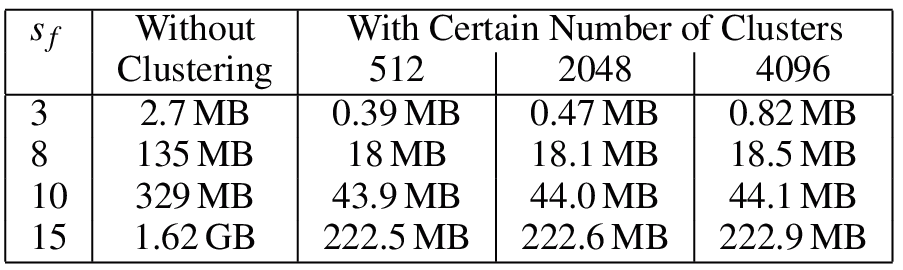 s_f Without With Certain Number of Clusters
Clustering 512 2048 4096
3 2.7 MB 0.39 MB 0.47 MB 0.82 MB
8 135 MB 18 MB 18.1 MB 18.5 MB
10 329 MB 43.9 MB 44.0 MB 44.1 MB
15 1.62 GB 222.5 MB 222.6 MB 222.9 MB